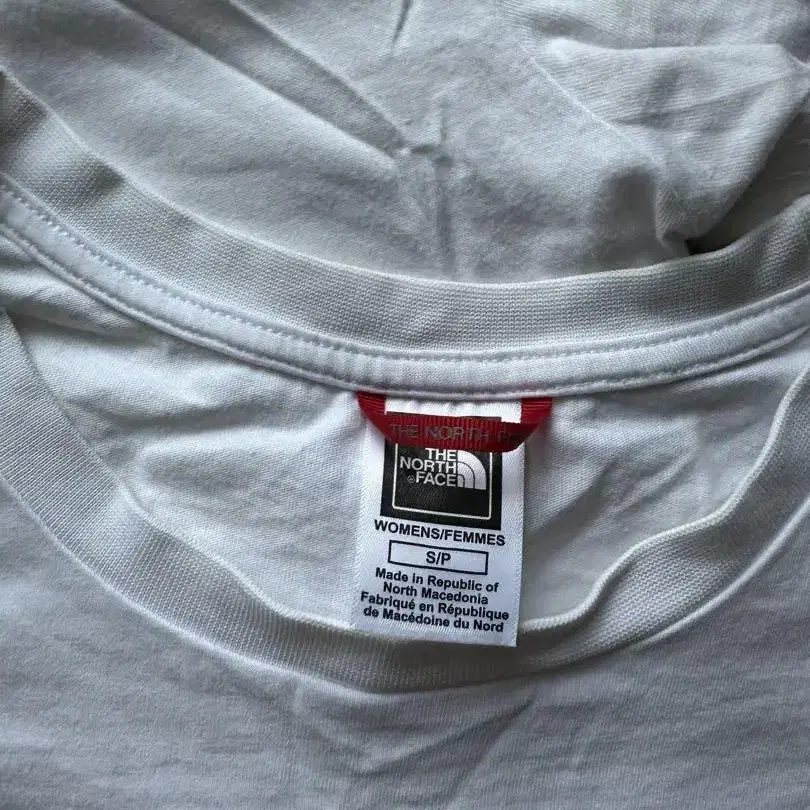 THE NORTH F
THE
NORTH
®FACE
WOMENS/FEMMES
S/P
Made in Republic of
North Macedonia
Fabriqué en République
de Macédoine du Nord